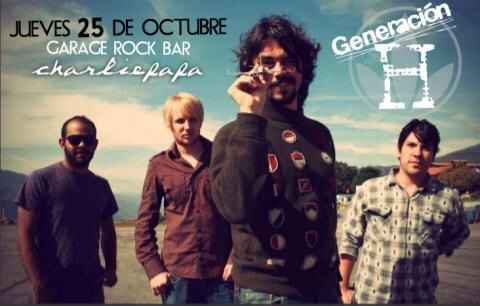 JUEVES 25 DE OCTUBRE
GARAGE ROCK BAR
charliepapa
Generación
H